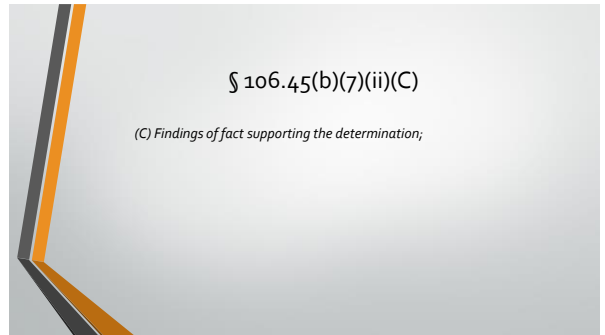 § 106.45(b)(7)(ii)(C)
(C) Findings of fact supporting the determination;